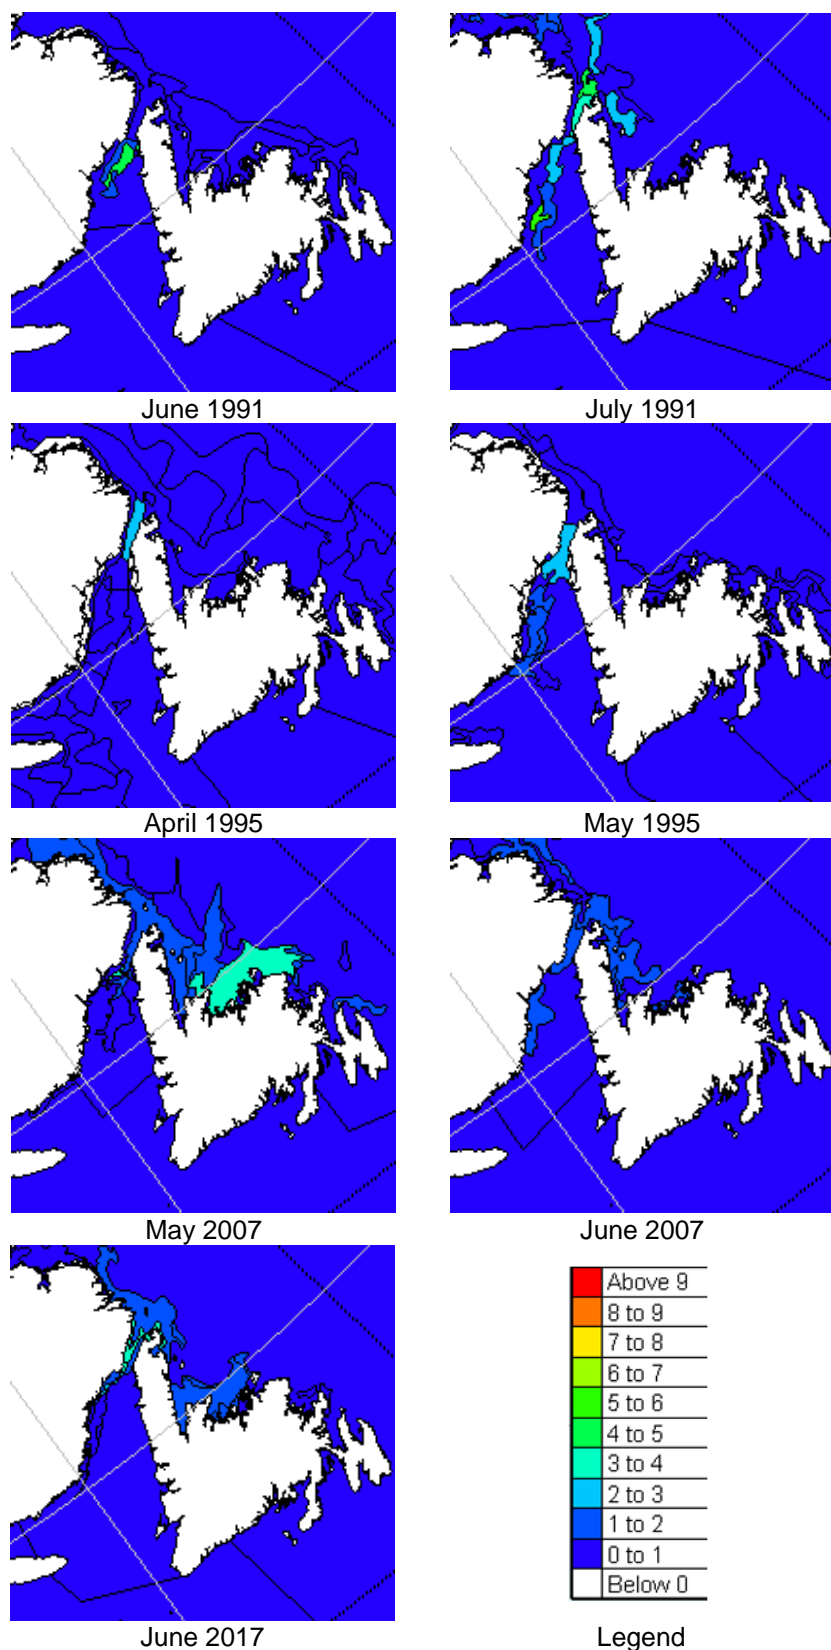 June 1991
July 1991
April 1995
May 1995
May 2007
June 2007
Above 9
8 to 9
7 to 8
6 to 7
5 to 6
4 to 5
3 to 4
2 to 3
1 to 2
0 to 1
Below 0
June 2017
Legend